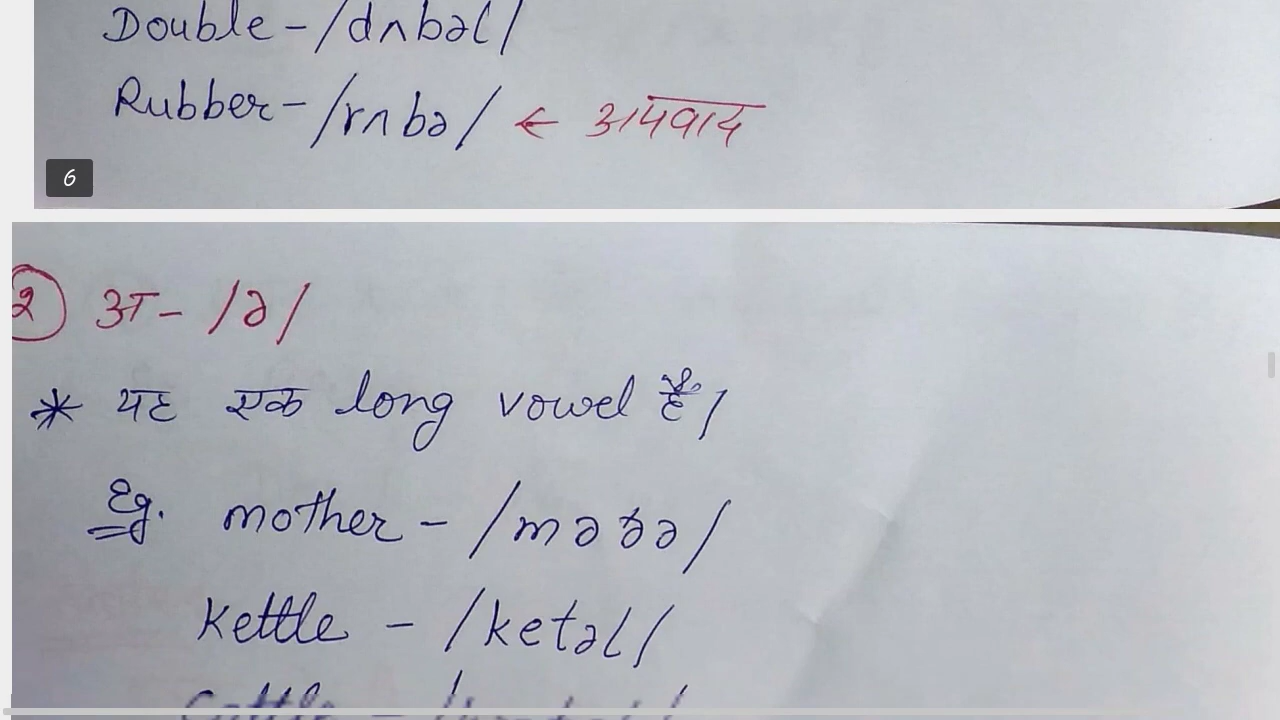 Double - /dʌbəl/
Rubber - /rʌbə/ ← अपवाद
6
2 अ - /ə/
* यह एक long vowel है।
Eg. mother - /məðə/
Kettle - /ketəl/